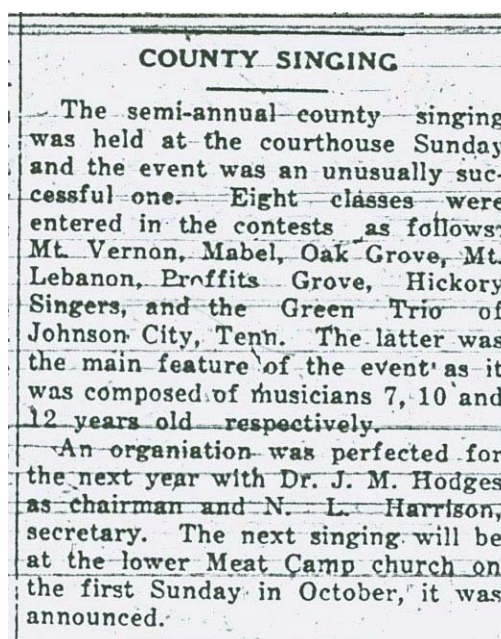 COUNTY SINGING
The semi-annual county singing
was held at the courthouse Sunday
and the event was an unusually suc-
cessful one. Eight classes were
entered in the contests as follows:
Mt. Vernon, Mabel, Oak Grove, Mt.
Lebanon, Proffits Grove, Hickory
Singers, and the Green Trio of
Johnson City, Tenn. The latter was
the main feature of the event as it
was composed of musicians 7, 10 and
12 years old respectively.
An organiation was perfected for
the next year with Dr. J. M. Hodges
as chairman and N. L. Harrison,
secretary. The next singing will be
at the lower Meat Camp church on
the first Sunday in October, it was
announced.